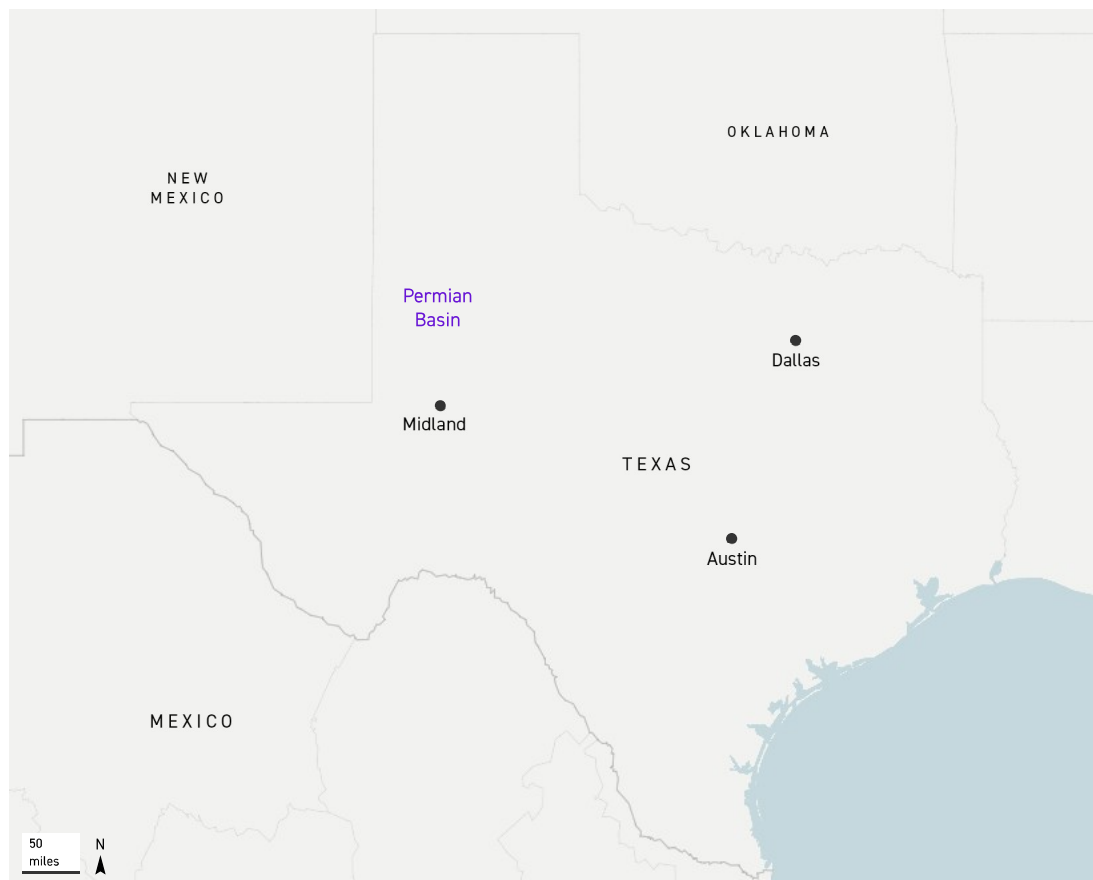 OKLAHOMA
NEW
MEXICO
Permian
Basin
Dallas
Midland
TEXAS
Austin
MEXICO
50
miles
N